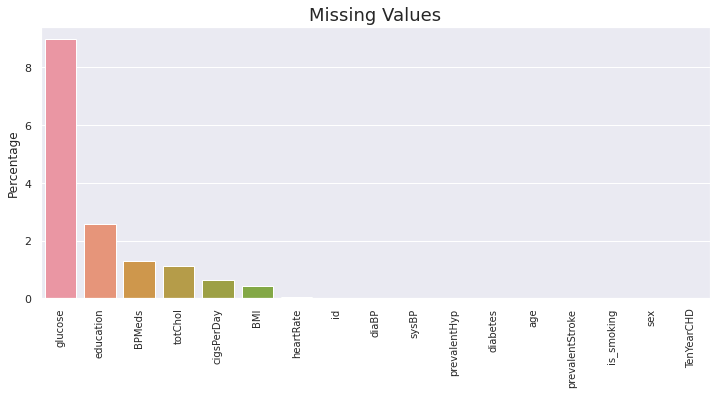 Missing Values
Percentage
8
6
4
2
0
glucose
education
BPMeds
totChol
cigsPerDay
BMI
heartRate
id
diaBP
sysBP
prevalentHyp
diabetes
age
prevalentStroke
is_smoking
sex
TenYearCHD